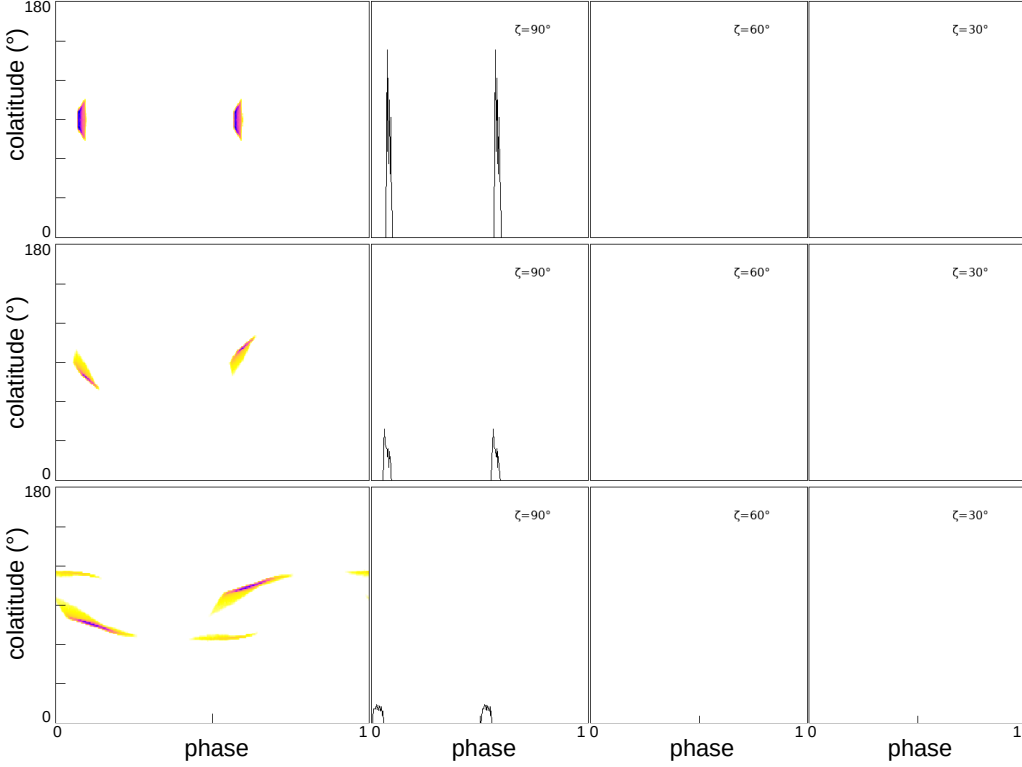 180
colatitude (°)
0
ζ=90°
ζ=60°
ζ=30°
180
colatitude (°)
0
ζ=90°
ζ=60°
ζ=30°
180
colatitude (°)
0
ζ=90°
ζ=60°
ζ=30°
0 1 0 1 0 1 0 1
phase phase phase phase